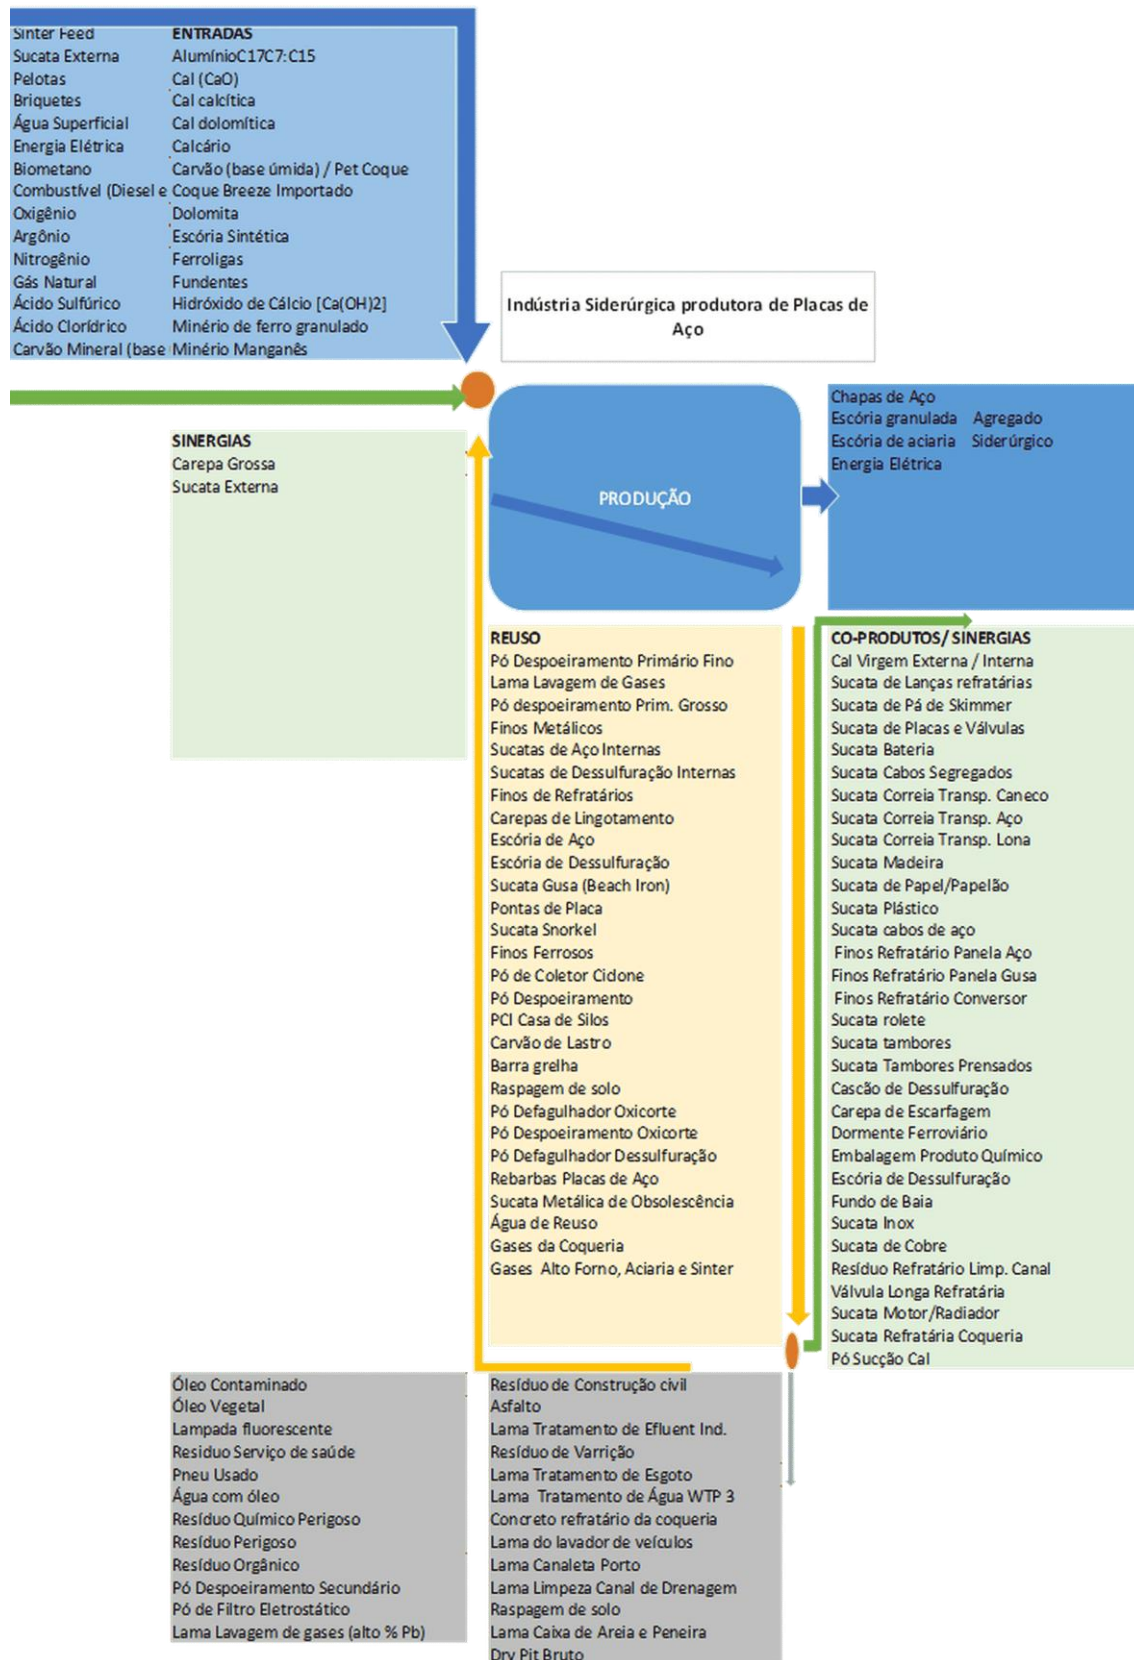 Sinter Feed ENTRADAS
Sucata Externa AlumínioC17C7:C15
Pelotas Cal (CaO)
Briquetes Cal calcítica
Água Superficial Cal dolomítica
Energia Elétrica Calcário
Biometano Carvão (base úmida) / Pet Coque
Combustível (Diesel e Coque Breeze Importado
Oxigênio Dolomita
Argônio Escória Sintética
Nitrogênio Ferroligas
Gás Natural Fundentes
Ácido Sulfúrico Hidróxido de Cálcio [Ca(OH)2]
Ácido Clorídrico Minério de ferro granulado
Carvão Mineral (base Minério Manganês
Indústria Siderúrgica produtora de Placas de
Aço
SINERGIAS
Carepa Grossa
Sucata Externa
PRODUÇÃO
Chapas de Aço
Escória granulada Agregado
Escória de aciaria Siderúrgico
Energia Elétrica
REUSO
Pó Despoeiramento Primário Fino
Lama Lavagem de Gases
Pó despoeiramento Prim. Grosso
Finos Metálicos
Sucatas de Aço Internas
Sucatas de Dessulfuração Internas
Finos de Refratários
Carepas de Lingotamento
Escória de Aço
Escória de Dessulfuração
Sucata Gusa (Beach Iron)
Pontas de Placa
Sucata Snorkel
Finos Ferrosos
Pó de Coletor Ciclone
Pó Despoeiramento
PCI Casa de Silos
Carvão de Lastro
Barra grelha
Raspagem de solo
Pó Defagulhador Oxicorte
Pó Despoeiramento Oxicorte
Pó Defagulhador Dessulfuração
Rebarbas Placas de Aço
Sucata Metálica de Obsolescência
Água de Reuso
Gases da Coqueria
Gases Alto Forno, Aciaria e Sinter
CO-PRODUTOS/ SINERGIAS
Cal Virgem Externa / Interna
Sucata de Lanças refratárias
Sucata de Pá de Skimmer
Sucata de Placas e Válvulas
Sucata Bateria
Sucata Cabos Segregados
Sucata Correia Transp. Caneco
Sucata Correia Transp. Aço
Sucata Correia Transp. Lona
Sucata Madeira
Sucata de Papel/Papelão
Sucata Plástico
Sucata cabos de aço
Finos Refratário Panela Aço
Finos Refratário Panela Gusa
Finos Refratário Conversor
Sucata rolete
Sucata tambores
Sucata Tambores Prensados
Cascão de Dessulfuração
Carepa de Escarfagem
Dormente Ferroviário
Embalagem Produto Químico
Escória de Dessulfuração
Fundo de Baia
Sucata Inox
Sucata de Cobre
Resíduo Refratário Limp. Canal
Válvula Longa Refratária
Sucata Motor/Radiador
Sucata Refratária Coqueria
Pó Sucção Cal
Óleo Contaminado
Óleo Vegetal
Lampada fluorescente
Residuo Serviço de saúde
Pneu Usado
Água com óleo
Resíduo Químico Perigoso
Resíduo Perigoso
Resíduo Orgânico
Pó Despoeiramento Secundário
Pó de Filtro Eletrostático
Lama Lavagem de gases (alto % Pb)
Resíduo de Construção civil
Asfalto
Lama Tratamento de Efluent Ind.
Resíduo de Varrição
Lama Tratamento de Esgoto
Lama Tratamento de Água WTP 3
Concreto refratário da coqueria
Lama do lavador de veículos
Lama Canaleta Porto
Lama Limpeza Canal de Drenagem
Raspagem de solo
Lama Caixa de Areia e Peneira
Dry Pit Bruto